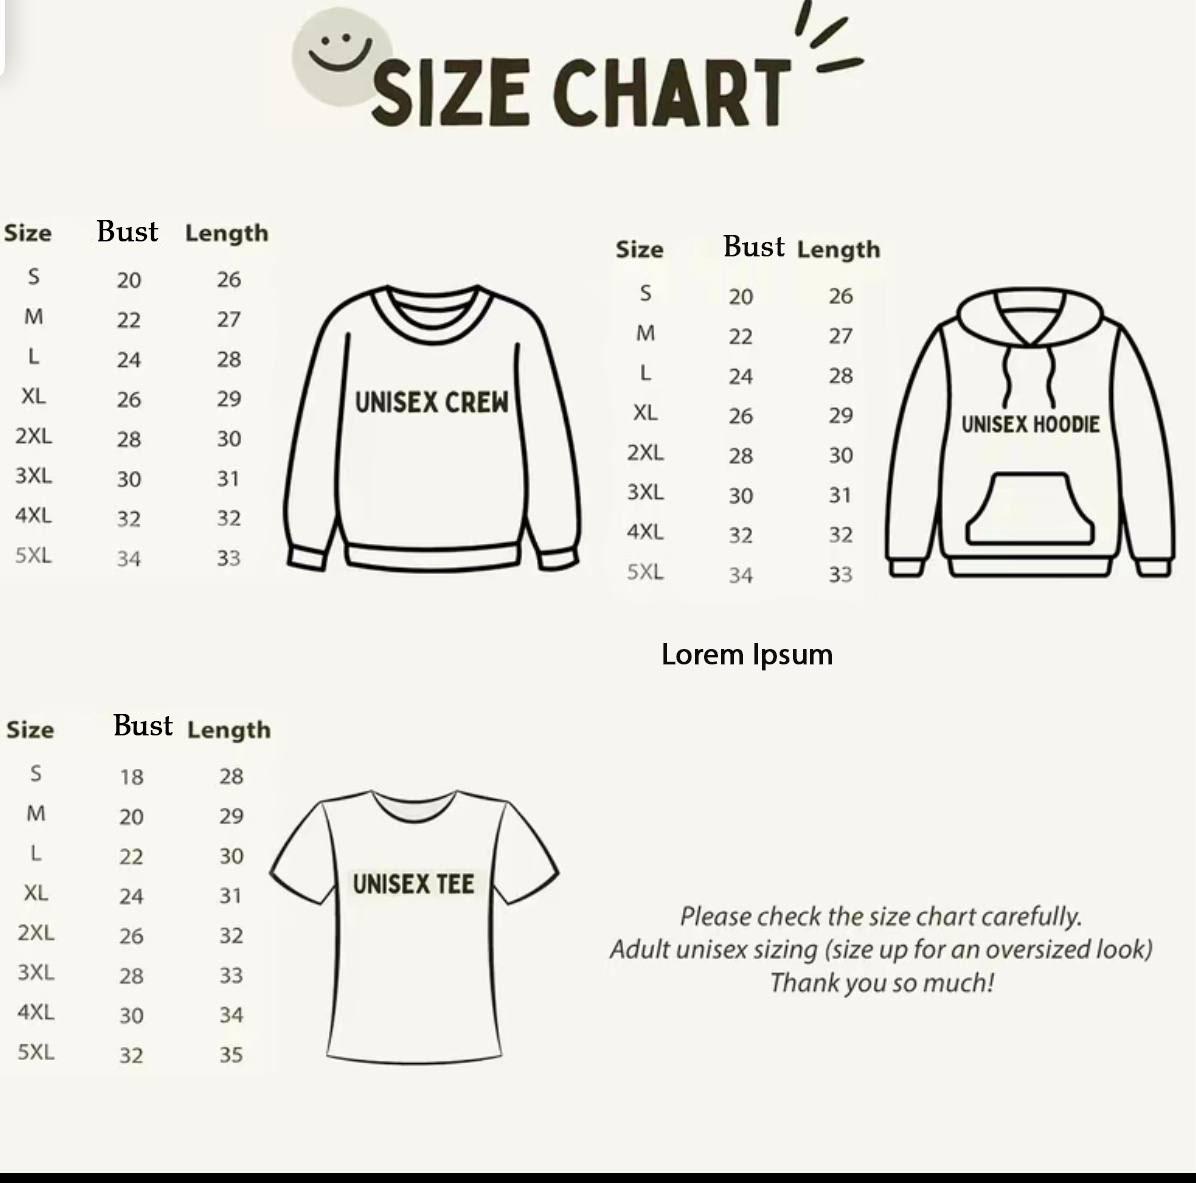 SIZE CHART
Size Bust Length
S 20 26
M 22 27
L 24 28
XL 26 29
2XL 28 30
3XL 30 31
4XL 32 32
5XL 34 33
UNISEX CREW
Size Bust Length
S 20 26
M 22 27
L 24 28
XL 26 29
2XL 28 30
3XL 30 31
4XL 32 32
5XL 34 33
UNISEX HOODIE
Lorem Ipsum
Size Bust Length
S 18 28
M 20 29
L 22 30
XL 24 31
2XL 26 32
3XL 28 33
4XL 30 34
5XL 32 35
UNISEX TEE
Please check the size chart carefully.
Adult unisex sizing (size up for an oversized look)
Thank you so much!